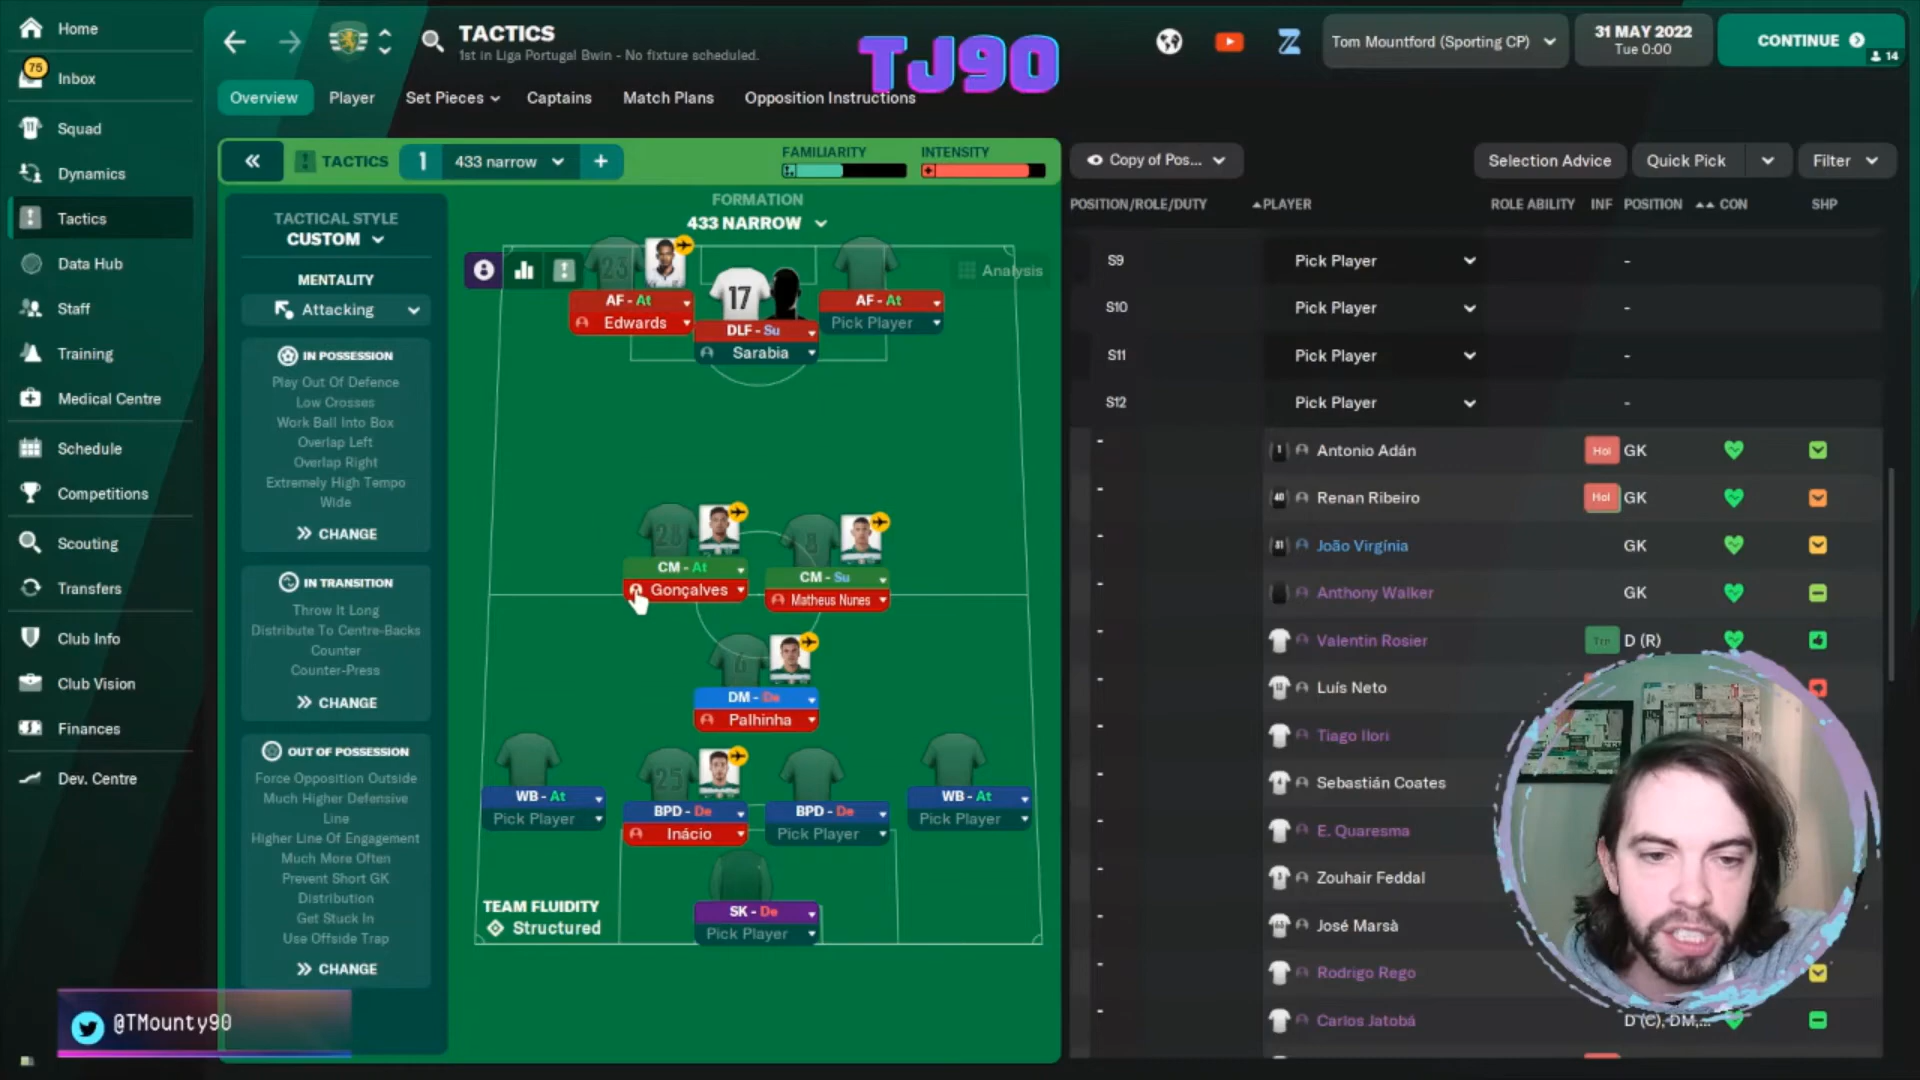 Home
75
Inbox
Squad
Dynamics
Tactics
Data Hub
Staff
Training
Medical Centre
Schedule
Competitions
Scouting
Transfers
Club Info
Club Vision
Finances
Dev. Centre
@TMounty90
TACTICS
1st in Liga Portugal Bwin - No fixture scheduled.
TJ90
Tom Mountford (Sporting CP)
31 MAY 2022
Tue 0:00
CONTINUE
14
Overview
Player
Set Pieces
Captains
Match Plans
Opposition Instructions
TACTICS
1
433 narrow
+
FAMILIARITY
INTENSITY
TACTICAL STYLE
CUSTOM
MENTALITY
Attacking
IN POSSESSION
Play Out Of Defence
Low Crosses
Work Ball Into Box
Overlap Left
Overlap Right
Extremely High Tempo
Wide
CHANGE
IN TRANSITION
Throw It Long
Distribute To Centre-Backs
Counter
Counter-Press
CHANGE
OUT OF POSSESSION
Force Opposition Outside
Much Higher Defensive
Line
Higher Line Of Engagement
Much More Often
Prevent Short GK
Distribution
Get Stuck In
Use Offside Trap
CHANGE
FORMATION
433 NARROW
Analysis
23
AF - At
Edwards
17
DLF - Su
Sarabia
AF - At
Pick Player
28
CM - At
Gonçalves
8
CM - Su
Matheus Nunes
DM - De
Palhinha
WB - At
Pick Player
25
BPD - De
Inácio
BPD - De
Pick Player
WB - At
Pick Player
SK - De
Pick Player
TEAM FLUIDITY
Structured
Copy of Pos...
Selection Advice
Quick Pick
Filter
POSITION/ROLE/DUTY
PLAYER
ROLE ABILITY
INF
POSITION
CON
SHP
S9
Pick Player
-
S10
Pick Player
-
S11
Pick Player
-
S12
Pick Player
-
- 1 Antonio Adán Hol GK
- 40 Renan Ribeiro Hol GK
- João Virgínia GK
- Anthony Walker GK
- Valentin Rosier Trn D (R)
- Luís Neto
- Tiago Ilori
- Sebastián Coates
- E. Quaresma
- Zouhair Feddal
- José Marsà
- Rodrigo Rego
- Carlos Jatobá D (C), DM,...